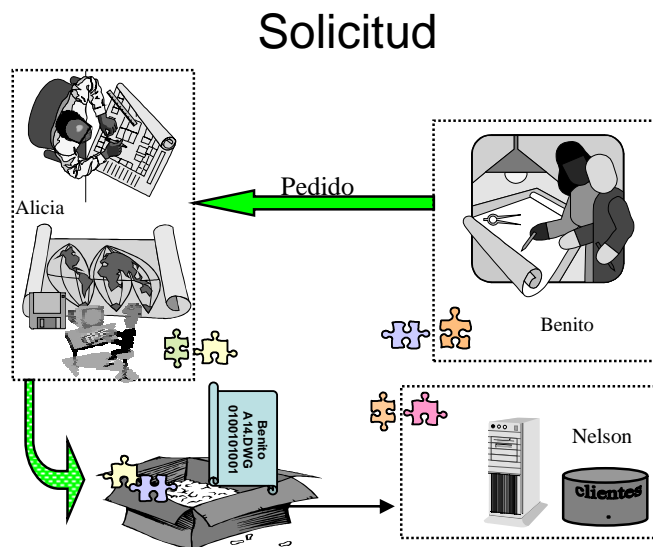 Solicitud
Pedido
Alicia
Benito
Benito
A14.DWG
0100101001
Nelson
clientes